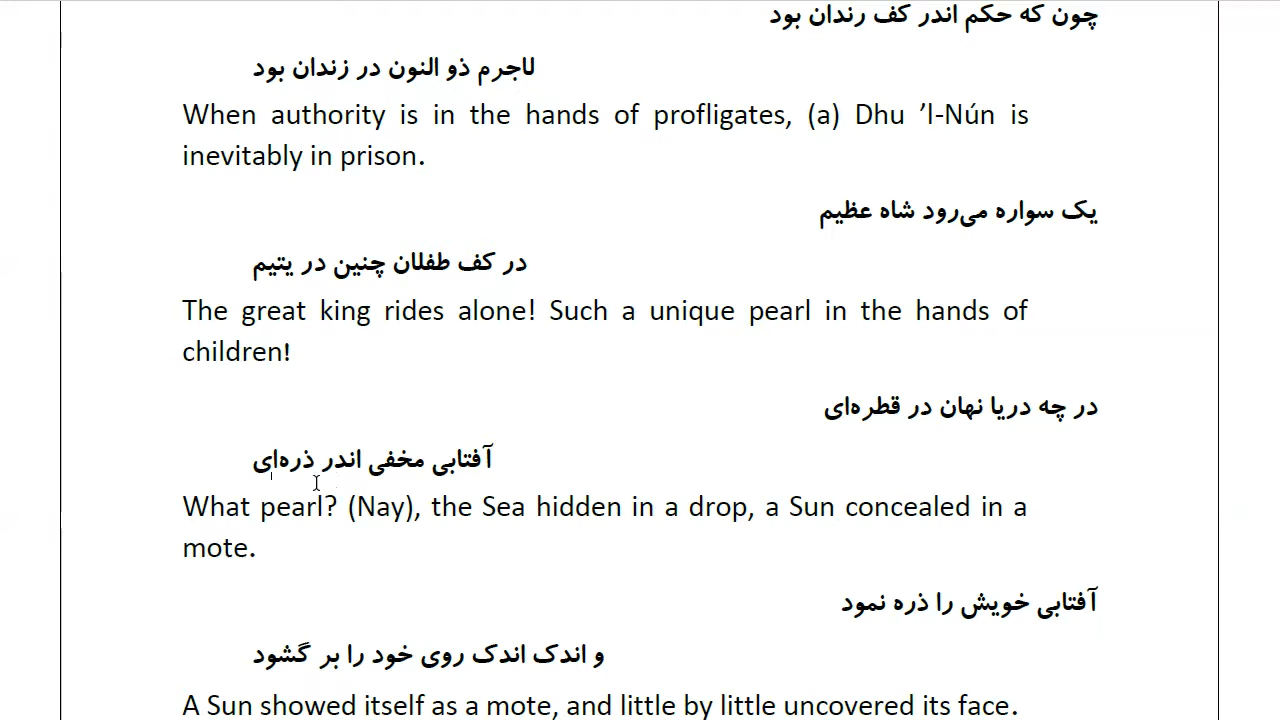 چون که حکم اندر کف رندان بود
لاجرم ذو النون در زندان بود
When authority is in the hands of profligates, (a) Dhu ’l-Nún is
inevitably in prison.
یک سواره می‌رود شاه عظیم
در کف طفلان چنین در یتیم
The great king rides alone! Such a unique pearl in the hands of
children!
در چه دریا نهان در قطره‌ای
آفتابی مخفی اندر ذره‌ای
What pearl? (Nay), the Sea hidden in a drop, a Sun concealed in a
mote.
آفتابی خویش را ذره نمود
و اندک اندک روی خود را بر گشود
A Sun showed itself as a mote, and little by little uncovered its face.